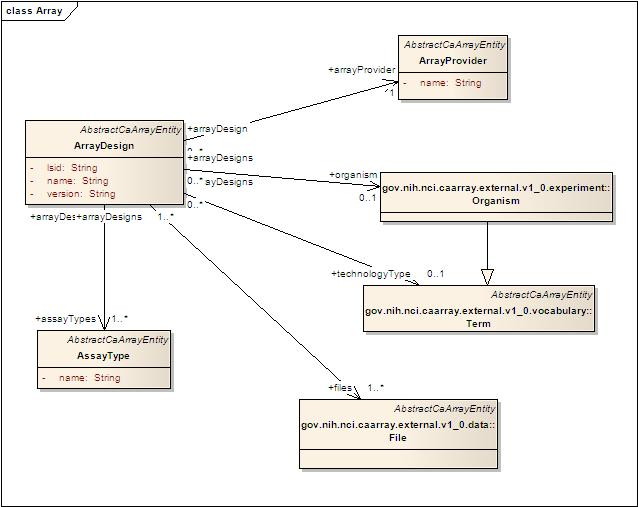 class Array
AbstractCaArrayEntity
ArrayProvider
- name: String
+arrayProvider
1
+arrayDesign
0..*
AbstractCaArrayEntity
ArrayDesign
- lsid: String
- name: String
- version: String
+arrayDesigns
0..*
ayDesigns
0..*
+organism
0..1
gov.nih.nci.caarray.external.v1_0.experiment::
Organism
+arrayDes
+arrayDesigns
1..*
+technologyType
0..1
AbstractCaArrayEntity
gov.nih.nci.caarray.external.v1_0.vocabulary::
Term
+assayTypes
1..*
AbstractCaArrayEntity
AssayType
- name: String
+files
1..*
AbstractCaArrayEntity
gov.nih.nci.caarray.external.v1_0.data::
File